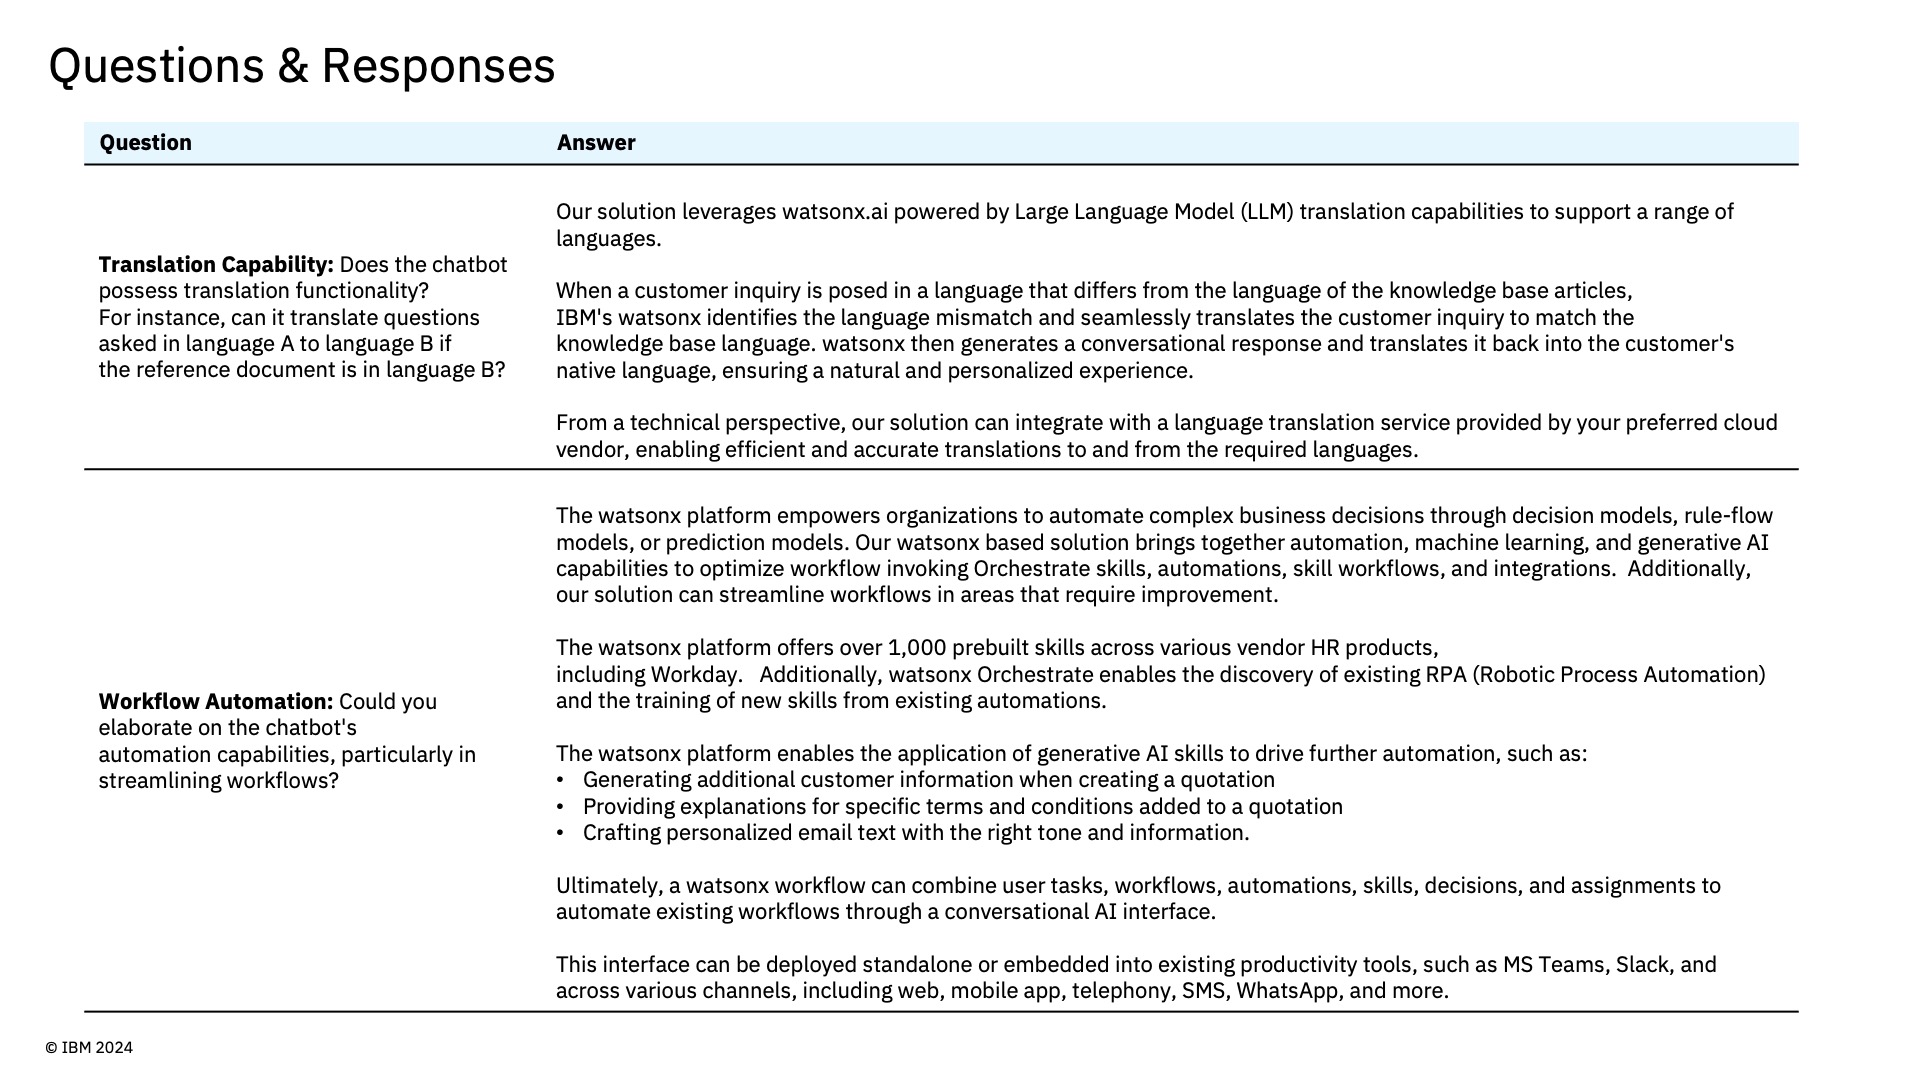 Questions & Responses
Question
Answer
Translation Capability: Does the chatbot
possess translation functionality?
For instance, can it translate questions
asked in language A to language B if
the reference document is in language B?
Our solution leverages watsonx.ai powered by Large Language Model (LLM) translation capabilities to support a range of
languages.
When a customer inquiry is posed in a language that differs from the language of the knowledge base articles,
IBM's watsonx identifies the language mismatch and seamlessly translates the customer inquiry to match the
knowledge base language. watsonx then generates a conversational response and translates it back into the customer's
native language, ensuring a natural and personalized experience.
From a technical perspective, our solution can integrate with a language translation service provided by your preferred cloud
vendor, enabling efficient and accurate translations to and from the required languages.
Workflow Automation: Could you
elaborate on the chatbot's
automation capabilities, particularly in
streamlining workflows?
The watsonx platform empowers organizations to automate complex business decisions through decision models, rule-flow
models, or prediction models. Our watsonx based solution brings together automation, machine learning, and generative AI
capabilities to optimize workflow invoking Orchestrate skills, automations, skill workflows, and integrations.  Additionally,
our solution can streamline workflows in areas that require improvement.
The watsonx platform offers over 1,000 prebuilt skills across various vendor HR products,
including Workday.   Additionally, watsonx Orchestrate enables the discovery of existing RPA (Robotic Process Automation)
and the training of new skills from existing automations.
The watsonx platform enables the application of generative AI skills to drive further automation, such as:
• Generating additional customer information when creating a quotation
• Providing explanations for specific terms and conditions added to a quotation
• Crafting personalized email text with the right tone and information.
Ultimately, a watsonx workflow can combine user tasks, workflows, automations, skills, decisions, and assignments to
automate existing workflows through a conversational AI interface.
This interface can be deployed standalone or embedded into existing productivity tools, such as MS Teams, Slack, and
across various channels, including web, mobile app, telephony, SMS, WhatsApp, and more.
© IBM 2024